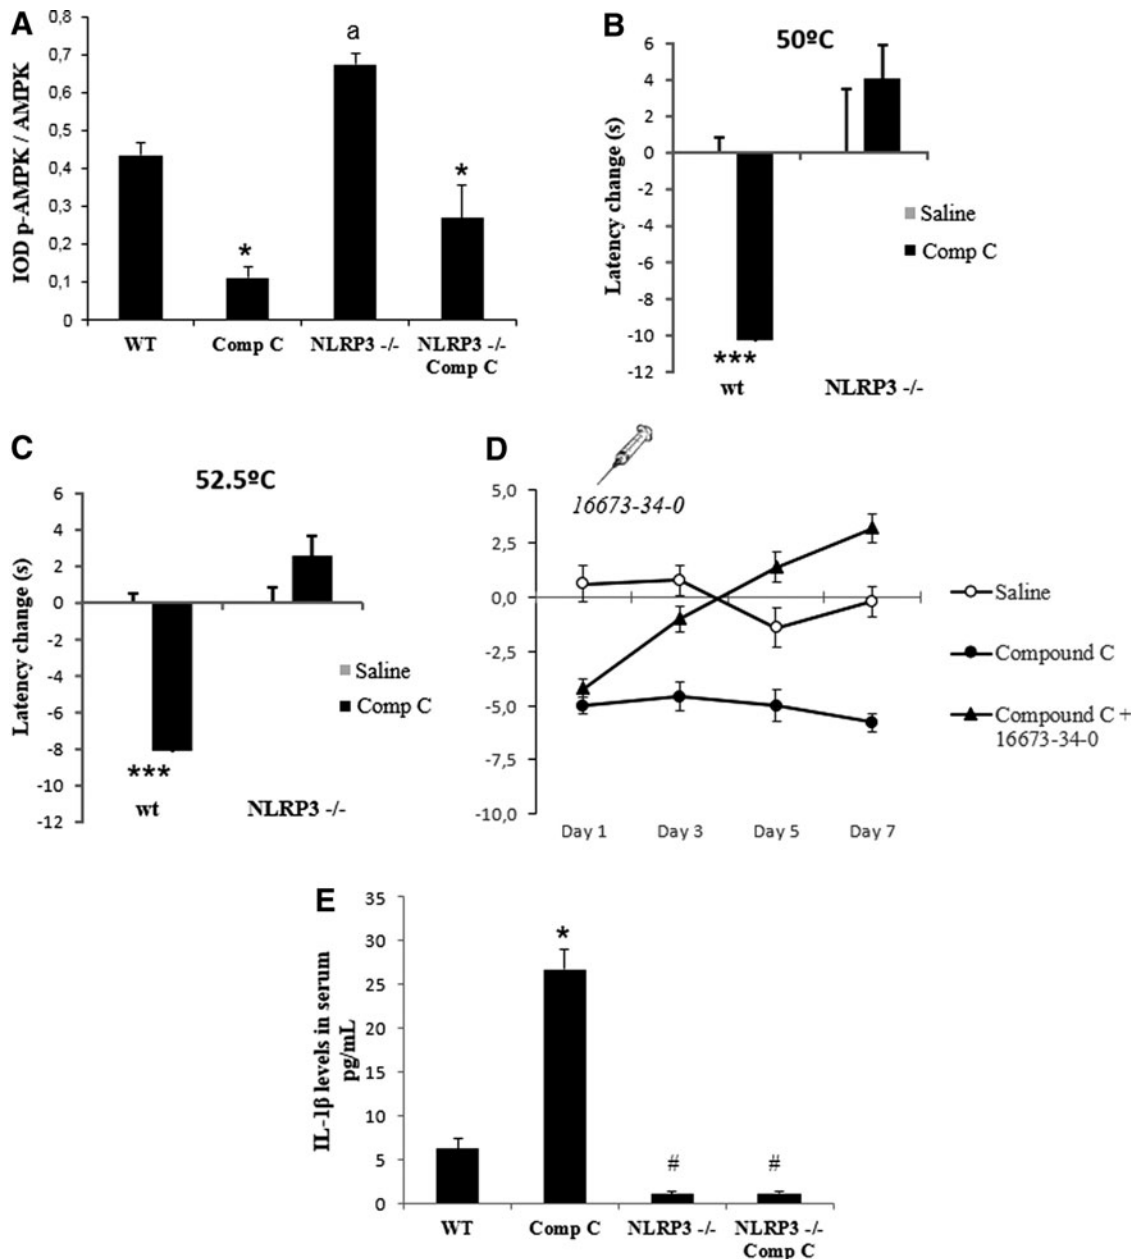 A
0,8
0,7
0,6
0,5
0,4
0,3
0,2
0,1
0
IOD p-AMPK / AMPK
*
a
*
WT
Comp C
NLRP3 -/-
NLRP3 -/-
Comp C
B
50ºC
6
4
2
0
-2
-4
-6
-8
-10
-12
Latency change (s)
Saline
Comp C
***
wt
NLRP3 -/-
C
52.5ºC
6
4
2
0
-2
-4
-6
-8
-10
-12
Latency change (s)
Saline
Comp C
***
wt
NLRP3 -/-
D
16673-34-0
5,0
2,5
0,0
-2,5
-5,0
-7,5
-10,0
Day 1
Day 3
Day 5
Day 7
Saline
Compound C
Compound C +
16673-34-0
E
35
30
25
20
15
10
5
0
IL-1β levels in serum
pg/mL
*
#
#
WT
Comp C
NLRP3 -/-
NLRP3 -/-
Comp C